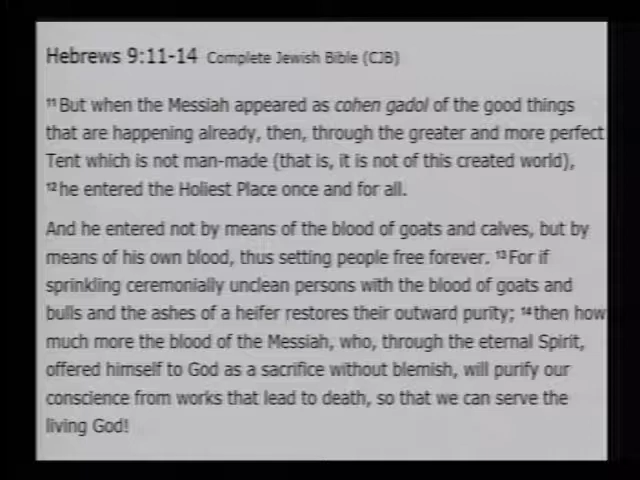 Hebrews 9:11-14 Complete Jewish Bible (CJB)
¹¹ But when the Messiah appeared as cohen gadol of the good things
that are happening already, then, through the greater and more perfect
Tent which is not man-made (that is, it is not of this created world),
¹² he entered the Holiest Place once and for all.
And he entered not by means of the blood of goats and calves, but by
means of his own blood, thus setting people free forever. ¹³ For if
sprinkling ceremonially unclean persons with the blood of goats and
bulls and the ashes of a heifer restores their outward purity; ¹⁴ then how
much more the blood of the Messiah, who, through the eternal Spirit,
offered himself to God as a sacrifice without blemish, will purify our
conscience from works that lead to death, so that we can serve the
living God!